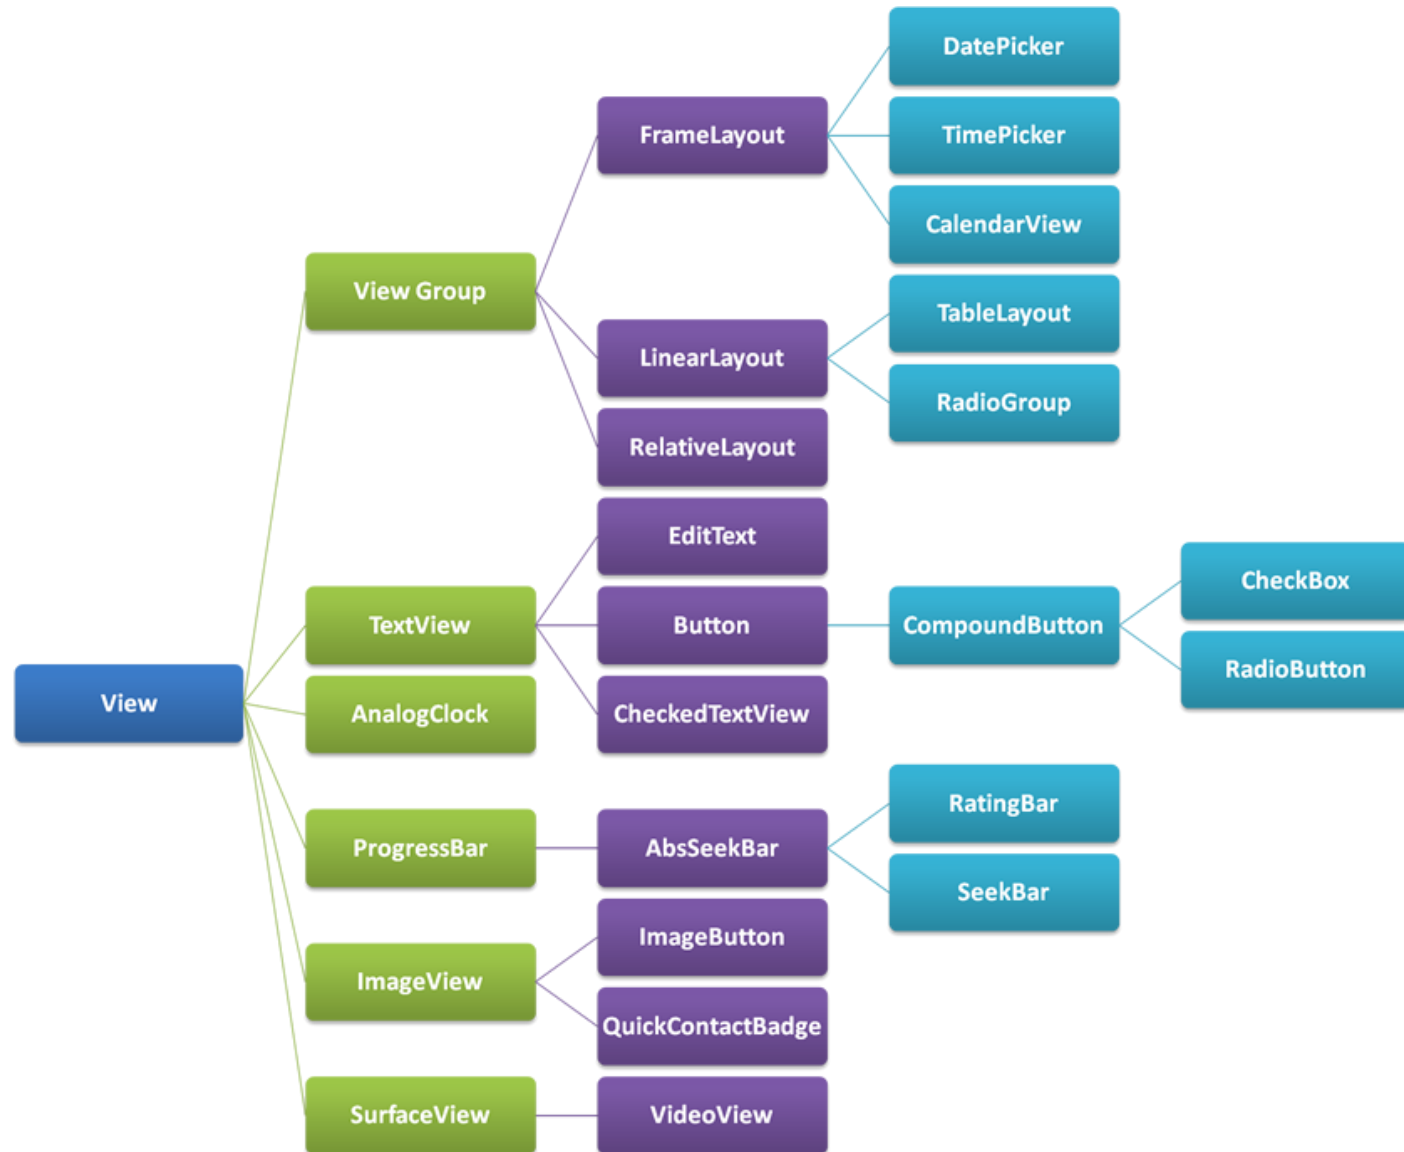 View
View Group
TextView
AnalogClock
ProgressBar
ImageView
SurfaceView
FrameLayout
LinearLayout
RelativeLayout
EditText
Button
CheckedTextView
AbsSeekBar
ImageButton
QuickContactBadge
VideoView
DatePicker
TimePicker
CalendarView
TableLayout
RadioGroup
CompoundButton
RatingBar
SeekBar
CheckBox
RadioButton